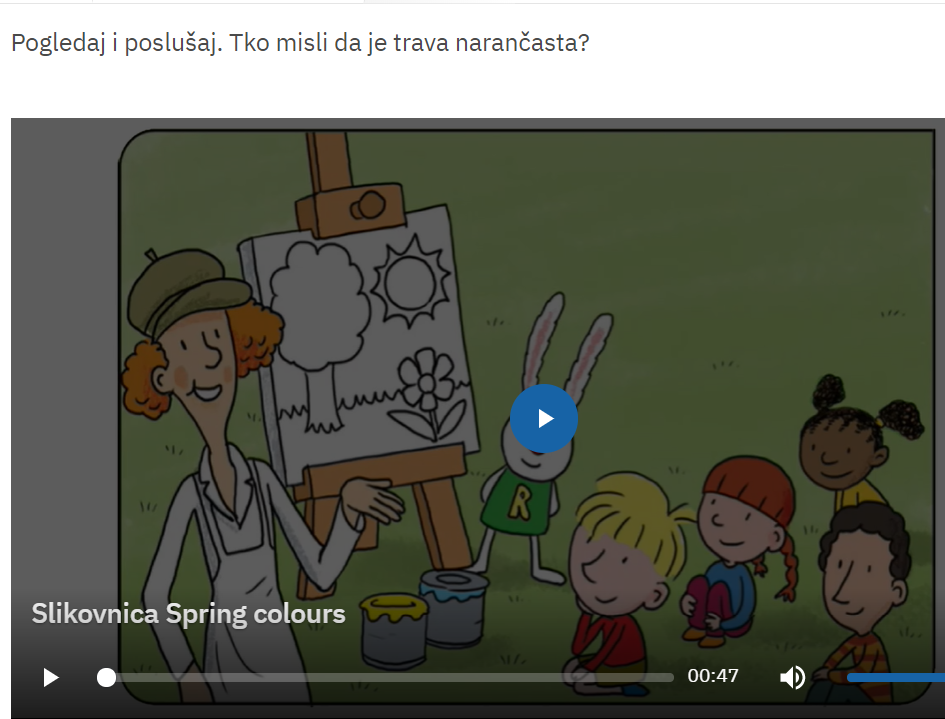 Pogledaj i poslušaj. Tko misli da je trava narančasta?
R
Slikovnica Spring colours
00:47